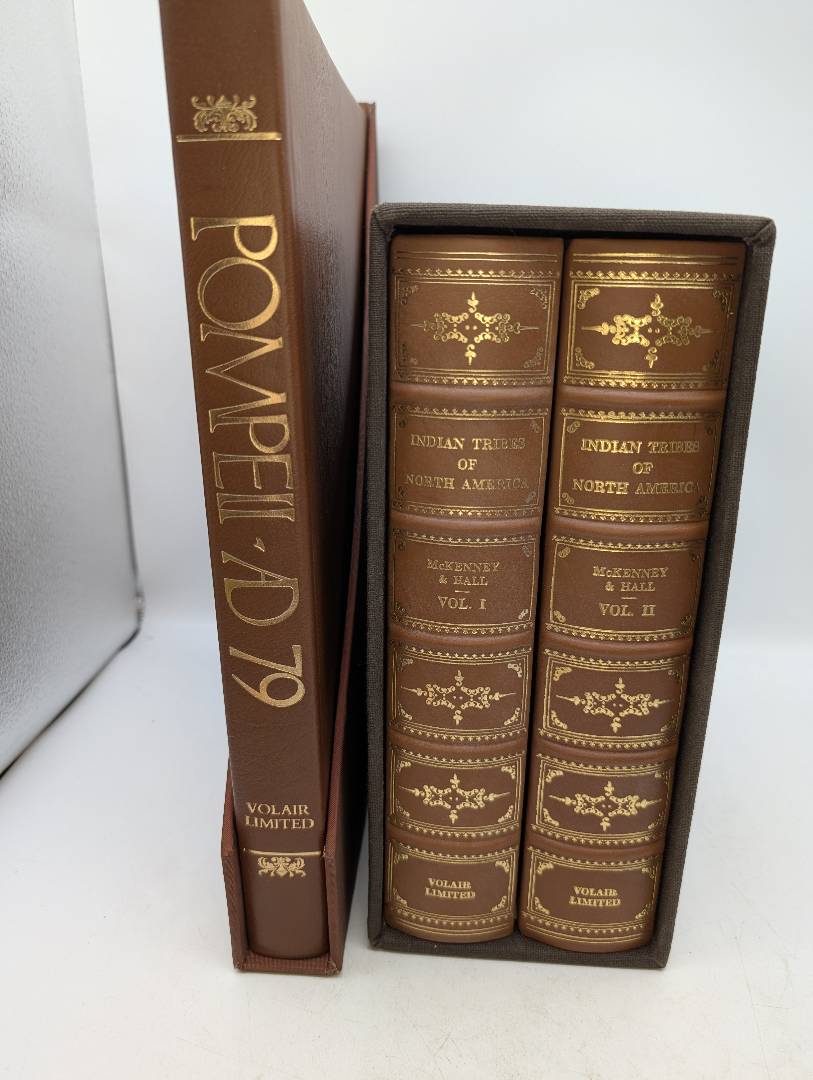 POMPEII · AD 79
VOLAIR
LIMITED
INDIAN TRIBES
OF
NORTH AMERICA
McKENNEY
& HALL
VOL. I
VOLAIR
LIMITED
INDIAN TRIBES
OF
NORTH AMERICA
McKENNEY
& HALL
VOL. II
VOLAIR
LIMITED